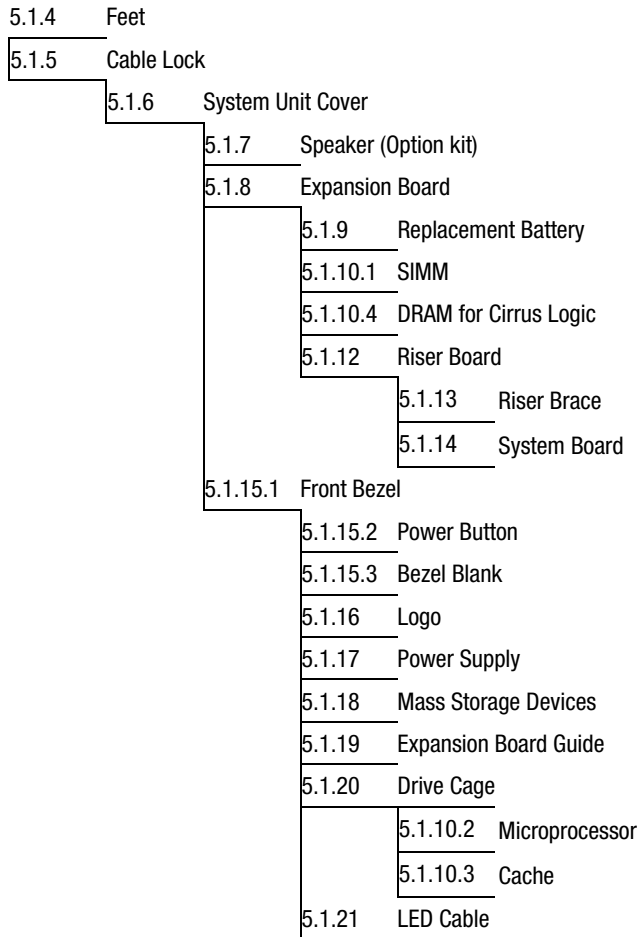 5.1.4 Feet
5.1.5 Cable Lock
5.1.6 System Unit Cover
5.1.7 Speaker (Option kit)
5.1.8 Expansion Board
5.1.9 Replacement Battery
5.1.10.1 SIMM
5.1.10.4 DRAM for Cirrus Logic
5.1.12 Riser Board
5.1.13 Riser Brace
5.1.14 System Board
5.1.15.1 Front Bezel
5.1.15.2 Power Button
5.1.15.3 Bezel Blank
5.1.16 Logo
5.1.17 Power Supply
5.1.18 Mass Storage Devices
5.1.19 Expansion Board Guide
5.1.20 Drive Cage
5.1.10.2 Microprocessor
5.1.10.3 Cache
5.1.21 LED Cable